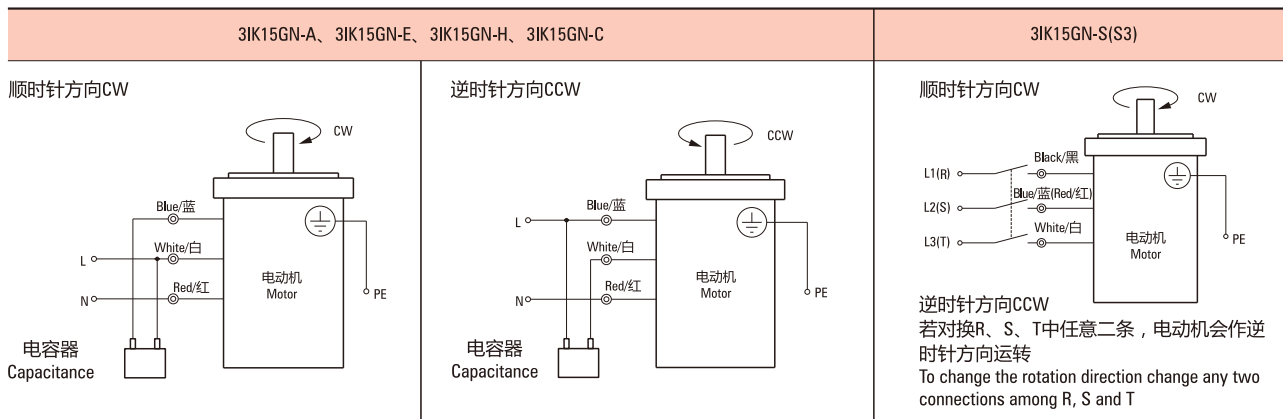 3IK15GN-A、3IK15GN-E、3IK15GN-H、3IK15GN-C
3IK15GN-S(S3)
顺时针方向CW
CW
Blue/蓝
White/白
L
Red/红
N
电动机
Motor
PE
电容器
Capacitance
逆时针方向CCW
CCW
L
Blue/蓝
White/白
Red/红
N
电动机
Motor
PE
电容器
Capacitance
顺时针方向CW
CW
Black/黑
L1(R)
Blue/蓝(Red/红)
L2(S)
White/白
L3(T)
电动机
Motor
PE
逆时针方向CCW
若对换R、S、T中任意二条，电动机会作逆
时针方向运转
To change the rotation direction change any two
connections among R, S and T